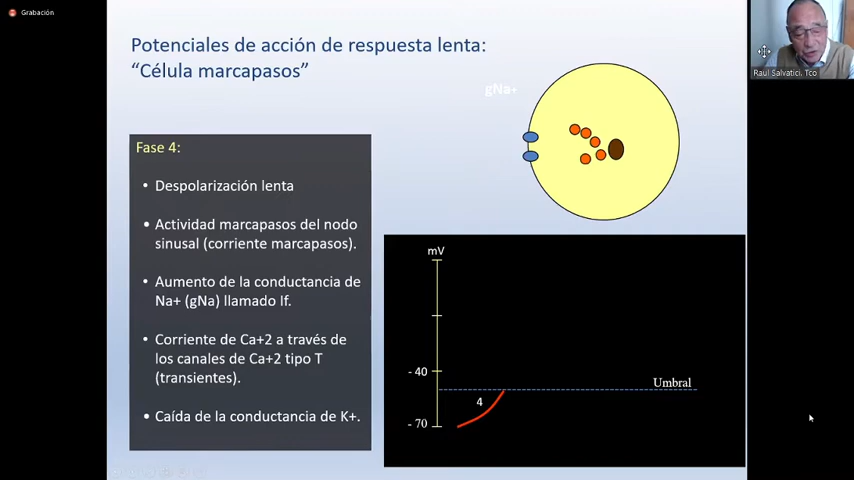 Grabación
Potenciales de acción de respuesta lenta:
“Célula marcapasos”
gNa+
Raul Salvatici, Tco
Fase 4:
• Despolarización lenta
• Actividad marcapasos del nodo
sinusal (corriente marcapasos).
• Aumento de la conductancia de
Na+ (gNa) llamado If.
• Corriente de Ca+2 a través de
los canales de Ca+2 tipo T
(transientes).
• Caída de la conductancia de K+.
mV
- 40
Umbral
4
- 70